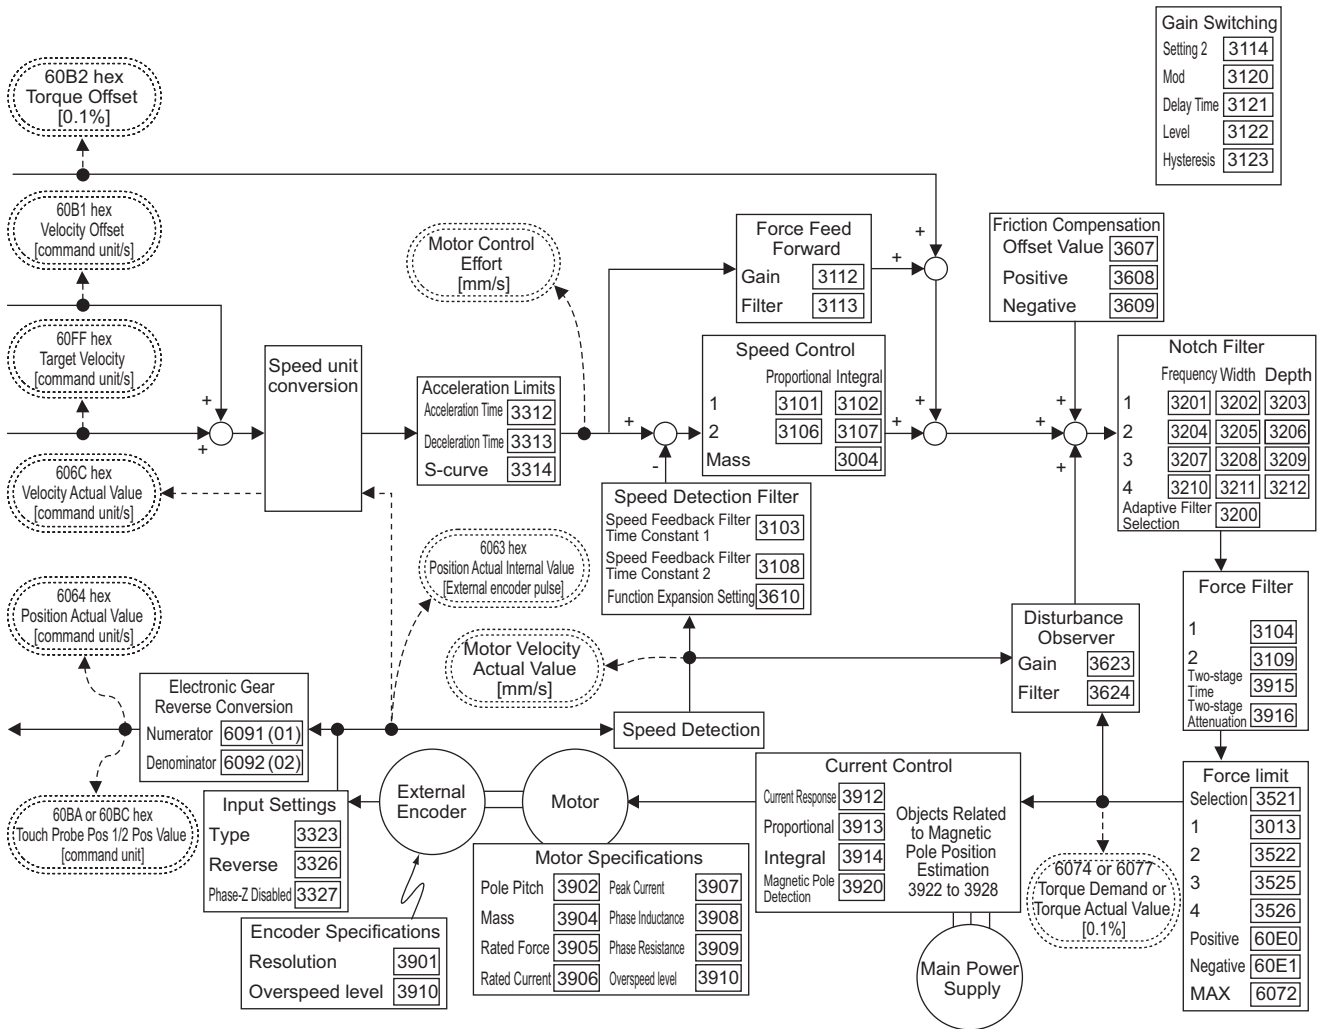 Gain Switching
Setting 2 3114
Mod 3120
Delay Time 3121
Level 3122
Hysteresis 3123
60B2 hex
Torque Offset
[0.1%]
60B1 hex
Velocity Offset
[command unit/s]
60FF hex
Target Velocity
[command unit/s]
606C hex
Velocity Actual Value
[command unit/s]
+
+
Speed unit
conversion
Motor Control
Effort
[mm/s]
Acceleration Limits
Acceleration Time 3312
Deceleration Time 3313
S-curve 3314
Force Feed
Forward
Gain 3112
Filter 3113
+
+
+
-
Speed Control
Proportional Integral
1 3101 3102
2 3106 3107
Mass 3004
+
+
Friction Compensation
Offset Value 3607
Positive 3608
Negative 3609
+
+
+
Notch Filter
Frequency Width Depth
1 3201 3202 3203
2 3204 3205 3206
3 3207 3208 3209
4 3210 3211 3212
Adaptive Filter
Selection 3200
Speed Detection Filter
Speed Feedback Filter
Time Constant 1 3103
Speed Feedback Filter
Time Constant 2 3108
Function Expansion Setting 3610
6063 hex
Position Actual Internal Value
[External encoder pulse]
6064 hex
Position Actual Value
[command unit/s]
Motor Velocity
Actual Value
[mm/s]
Disturbance
Observer
Gain 3623
Filter 3624
Force Filter
1 3104
2 3109
Two-stage
Time 3915
Two-stage
Attenuation 3916
Electronic Gear
Reverse Conversion
Numerator 6091 (01)
Denominator 6092 (02)
Speed Detection
60BA or 60BC hex
Touch Probe Pos 1/2 Pos Value
[command unit]
Input Settings
Type 3323
Reverse 3326
Phase-Z Disabled 3327
External
Encoder
Motor
Current Control
Current Response 3912
Proportional 3913
Integral 3914
Magnetic Pole
Detection 3920
Objects Related
to Magnetic
Pole Position
Estimation
3922 to 3928
Force limit
Selection 3521
1 3013
2 3522
3 3525
4 3526
Positive 60E0
Negative 60E1
MAX 6072
6074 or 6077
Torque Demand or
Torque Actual Value
[0.1%]
Motor Specifications
Pole Pitch 3902 Peak Current 3907
Mass 3904 Phase Inductance 3908
Rated Force 3905 Phase Resistance 3909
Rated Current 3906 Overspeed level 3910
Encoder Specifications
Resolution 3901
Overspeed level 3910
Main Power
Supply